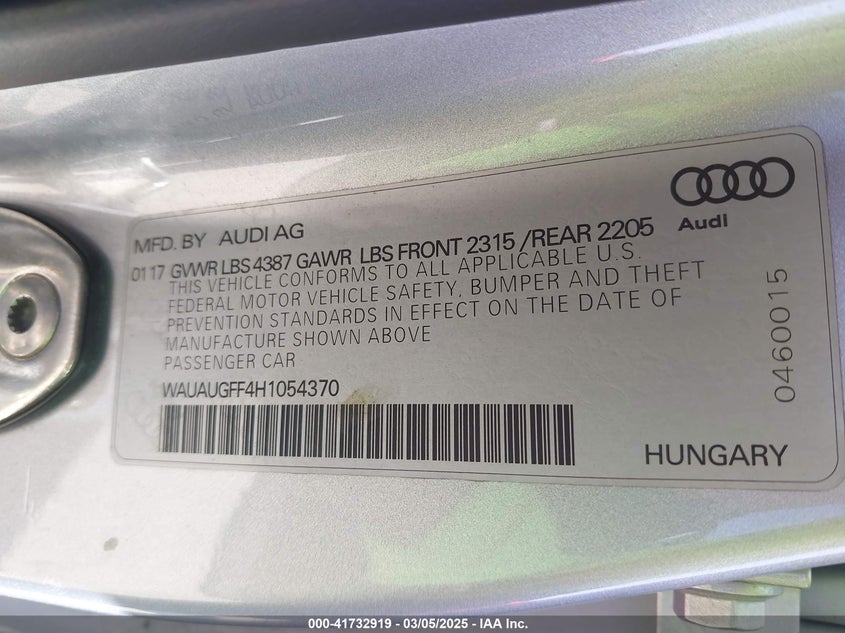 Audi
MFD. BY AUDI AG
0117 GVWR LBS 4387 GAWR LBS FRONT 2315 / REAR 2205
THIS VEHICLE CONFORMS TO ALL APPLICABLE U.S.
FEDERAL MOTOR VEHICLE SAFETY, BUMPER AND THEFT
PREVENTION STANDARDS IN EFFECT ON THE DATE OF
MANUFACTURE SHOWN ABOVE
PASSENGER CAR
WAUAUGFF4H1054370
0460015
HUNGARY
000-41732919 / 03/05/2025 - IAA Inc.